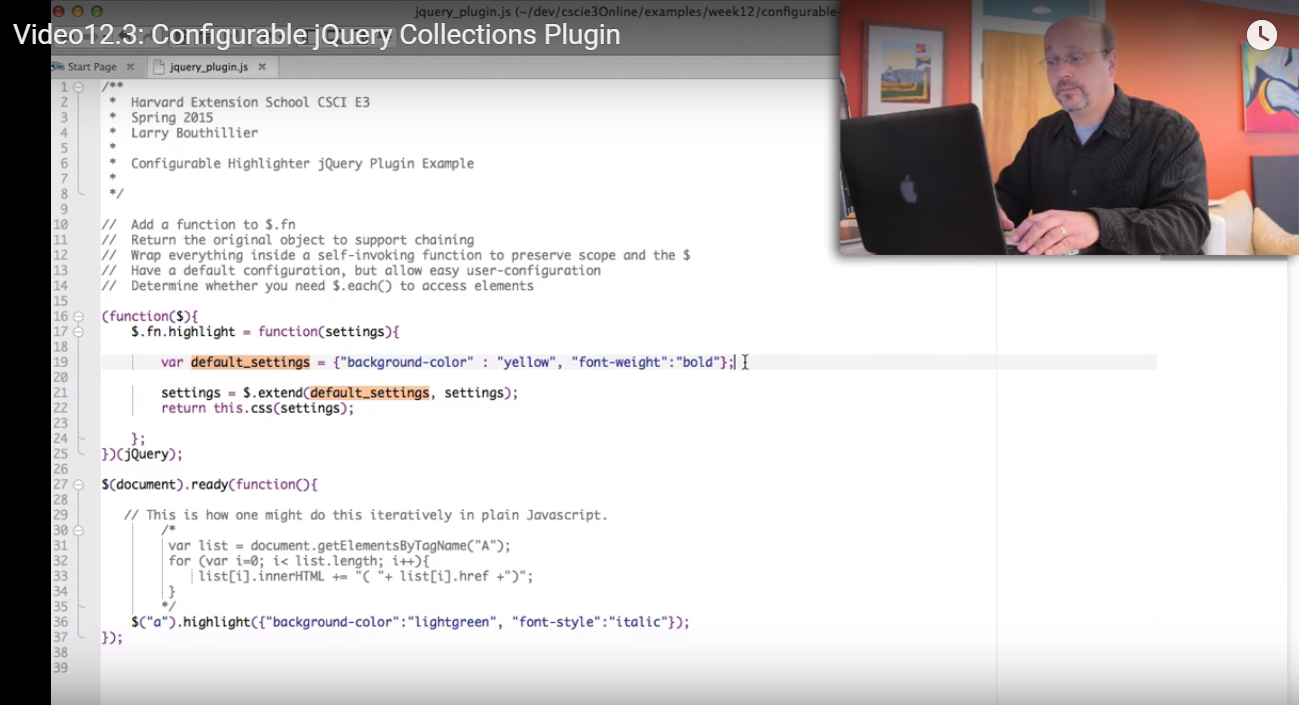 jquery_plugin.js (~/dev/cscie3Online/examples/week12/configurable-
Video12.3: Configurable jQuery Collections Plugin
Start Page
jquery_plugin.js
1 /**
2 * Harvard Extension School CSCI E3
3 * Spring 2015
4 * Larry Bouthillier
5 *
6 * Configurable Highlighter jQuery Plugin Example
7 *
8 */
9
10 // Add a function to $.fn
11 // Return the original object to support chaining
12 // Wrap everything inside a self-invoking function to preserve scope and the $
13 // Have a default configuration, but allow easy user-configuration
14 // Determine whether you need $.each() to access elements
15
16 (function($){
17 $.fn.highlight = function(settings){
18
19 var default_settings = {"background-color" : "yellow", "font-weight":"bold"};
20
21 settings = $.extend(default_settings, settings);
22 return this.css(settings);
23
24 };
25 })(jQuery);
26
27 $(document).ready(function(){
28
29 // This is how one might do this iteratively in plain Javascript.
30 /*
31 var list = document.getElementsByTagName("A");
32 for (var i=0; i< list.length; i++){
33 list[i].innerHTML += "( "+ list[i].href +")";
34 }
35 */
36 $("a").highlight({"background-color":"lightgreen", "font-style":"italic"});
37 });
38
39